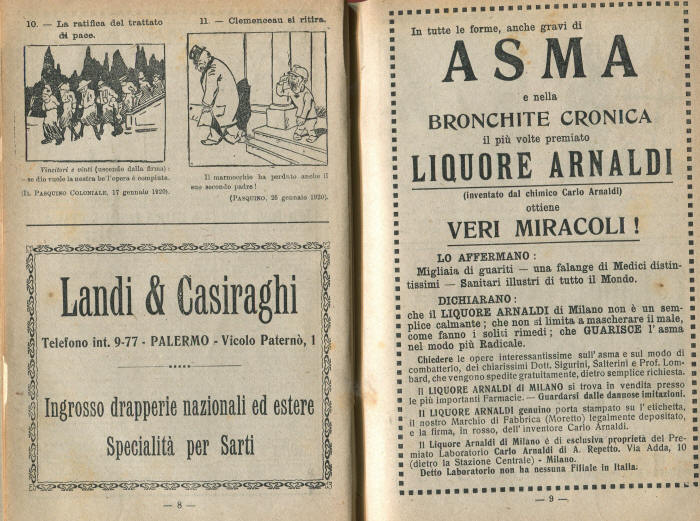 10. — La ratifica del trattato
di pace.
Vincitori e vinti (uscendo dalla firma):
— se dio vuole la nostra be l'opera è compiuta.
(IL PASQUINO COLONIALE, 17 gennaio 1920).
11. — Clemenceau si ritira.
Il marmocchio ha perduto anche il
suo secondo padre!
(PASQUINO, 25 gennaio 1920).
Landi & Casiraghi
Telefono int. 9-77 - PALERMO - Vicolo Paternò, 1
Ingrosso drapperie nazionali ed estere
Specialità per Sarti
— 8 —
In tutte le forme, anche gravi di
ASMA
e nella
BRONCHITE CRONICA
il più volte premiato
LIQUORE ARNALDI
(inventato dal chimico Carlo Arnaldi)
ottiene
VERI MIRACOLI!
LO AFFERMANO:
Migliaia di guariti — una falange di Medici distin-
tissimi — Sanitari illustri di tutto il Mondo.
DICHIARANO:
che il LIQUORE ARNALDI di Milano non è un sem-
plice calmante; che non si limita a mascherare il male,
come fanno i soliti rimedi; che GUARISCE l'asma
nel modo più Radicale.
Chiedere le opere interessantissime sull'asma e sul modo di
combatterlo, dei chiarissimi Dott. Sigurini, Salterini e Prof. Lom-
bard, che vengono spedite gratuitamente, dietro semplice richiesta.
Il LIQUORE ARNALDI di MILANO si trova in vendita presso
le più importanti Farmacie. — Guardarsi dalle dannose imitazioni.
Il LIQUORE ARNALDI genuino porta stampato su l'etichetta,
il nostro Marchio di Fabbrica (Moretto) legalmente depositato,
e la firma, in rosso, dell'inventore Carlo Arnaldi.
Il Liquore Arnaldi di Milano è di esclusiva proprietà del Pre-
miato Laboratorio Carlo Arnaldi di A. Repetto. Via Adda, 10
(dietro la Stazione Centrale) - Milano.
Detto Laboratorio non ha nessuna Filiale in Italia.
— 9 —